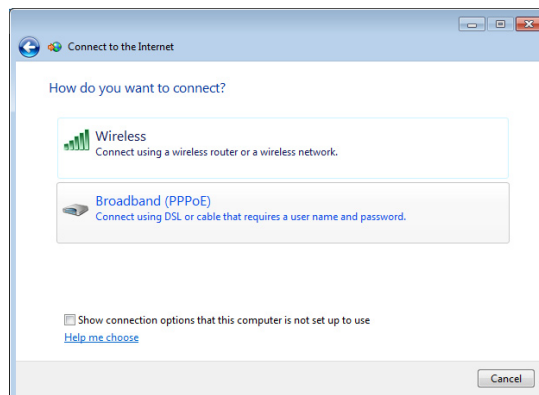 Connect to the Internet
How do you want to connect?
Wireless
Connect using a wireless router or a wireless network.
Broadband (PPPoE)
Connect using DSL or cable that requires a user name and password.
Show connection options that this computer is not set up to use
Help me choose
Cancel